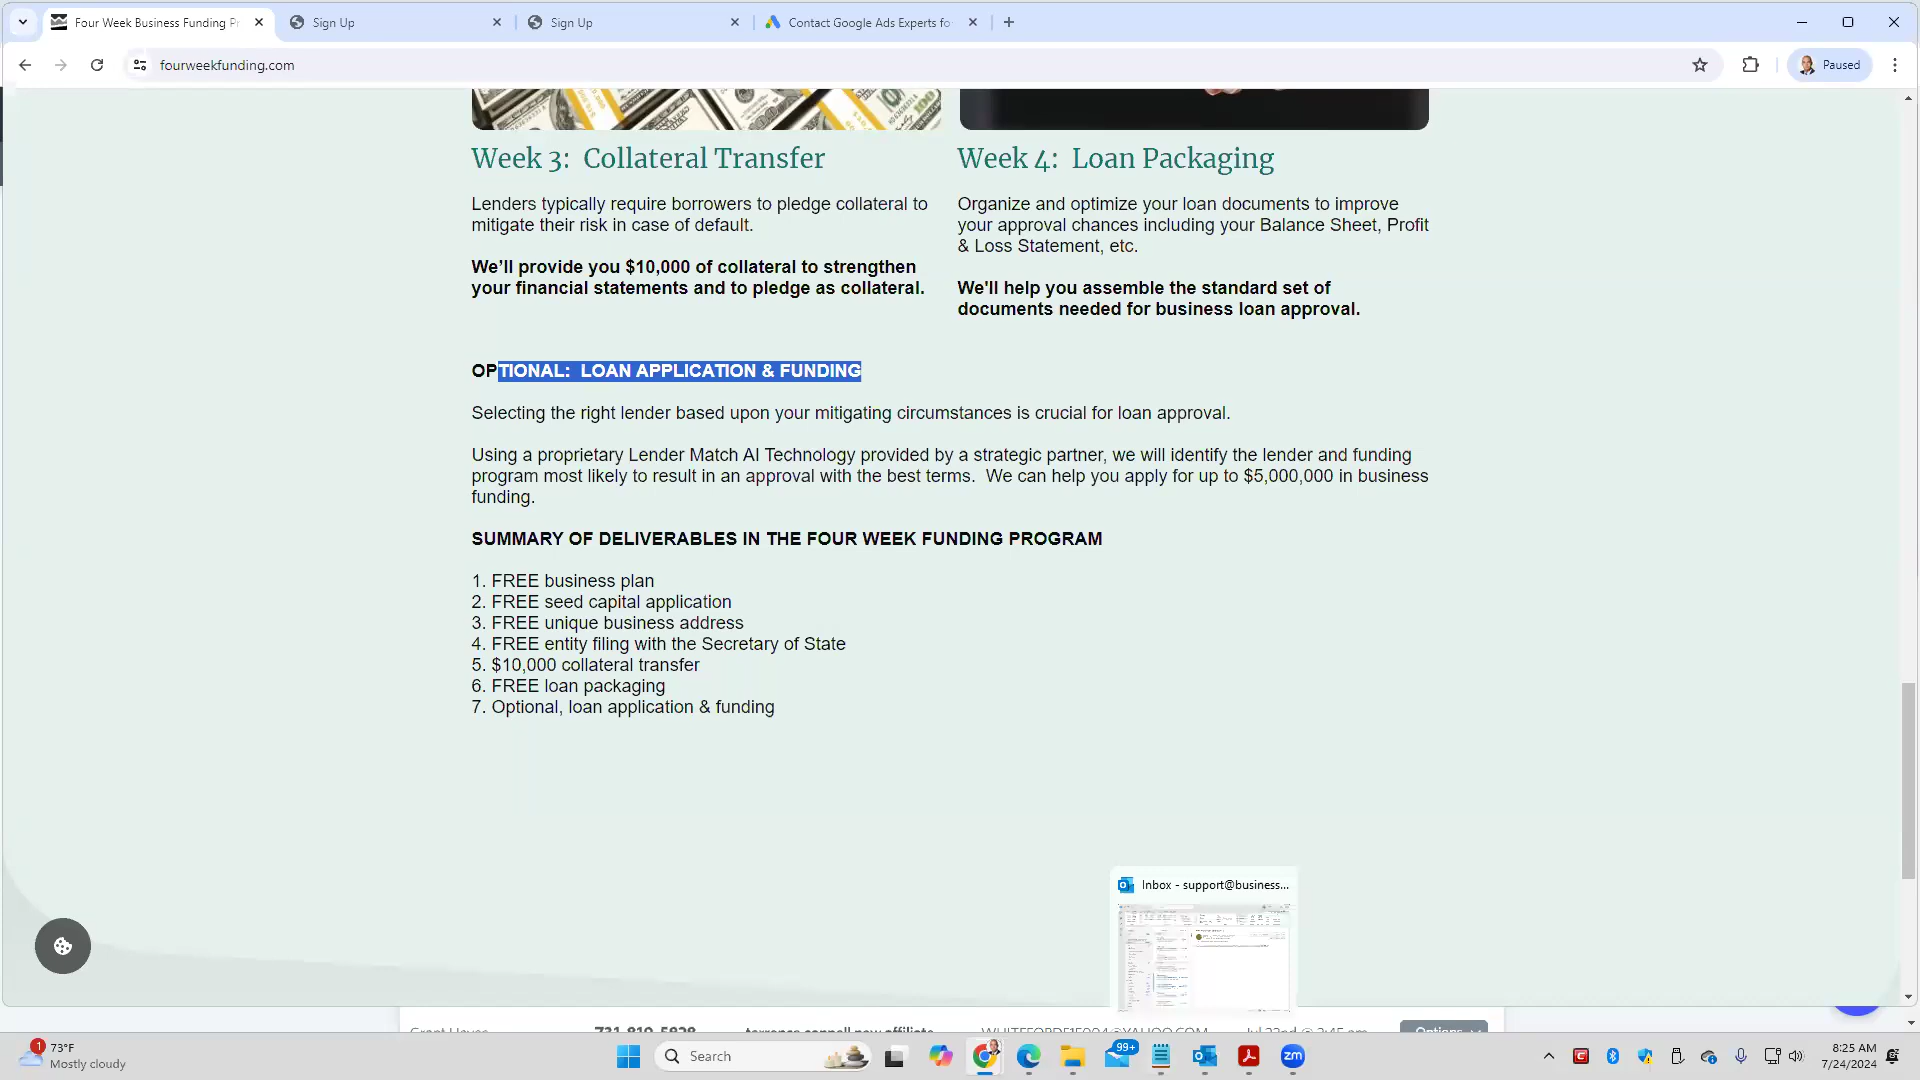 Four Week Business Funding Pr
Sign Up
Sign Up
Contact Google Ads Experts fo
fourweekfunding.com
Paused
100
Week 3:  Collateral Transfer
Week 4:  Loan Packaging
Lenders typically require borrowers to pledge collateral to
mitigate their risk in case of default.
Organize and optimize your loan documents to improve
your approval chances including your Balance Sheet, Profit
& Loss Statement, etc.
We’ll provide you $10,000 of collateral to strengthen
your financial statements and to pledge as collateral.
We'll help you assemble the standard set of
documents needed for business loan approval.
OPTIONAL:  LOAN APPLICATION & FUNDING
Selecting the right lender based upon your mitigating circumstances is crucial for loan approval.
Using a proprietary Lender Match AI Technology provided by a strategic partner, we will identify the lender and funding
program most likely to result in an approval with the best terms.  We can help you apply for up to $5,000,000 in business
funding.
SUMMARY OF DELIVERABLES IN THE FOUR WEEK FUNDING PROGRAM
1. FREE business plan
2. FREE seed capital application
3. FREE unique business address
4. FREE entity filing with the Secretary of State
5. $10,000 collateral transfer
6. FREE loan packaging
7. Optional, loan application & funding
Inbox - support@business...
Options
1
73°F
Mostly cloudy
Search
99+
zm
8:25 AM
7/24/2024